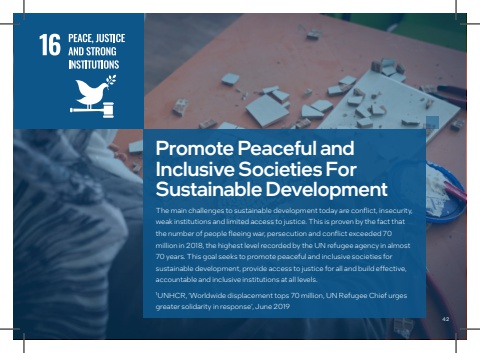 16 PEACE, JUSTICE
AND STRONG
INSTITUTIONS
Promote Peaceful and
Inclusive Societies For
Sustainable Development
The main challenges to sustainable development today are conflict, insecurity,
weak institutions and limited access to justice. This is proven by the fact that
the number of people fleeing war, persecution and conflict exceeded 70
million in 2018, the highest level recorded by the UN refugee agency in almost
70 years. This goal seeks to promote peaceful and inclusive societies for
sustainable development, provide access to justice for all and build effective,
accountable and inclusive institutions at all levels.
¹UNHCR, 'Worldwide displacement tops 70 million, UN Refugee Chief urges
greater solidarity in response', June 2019
42